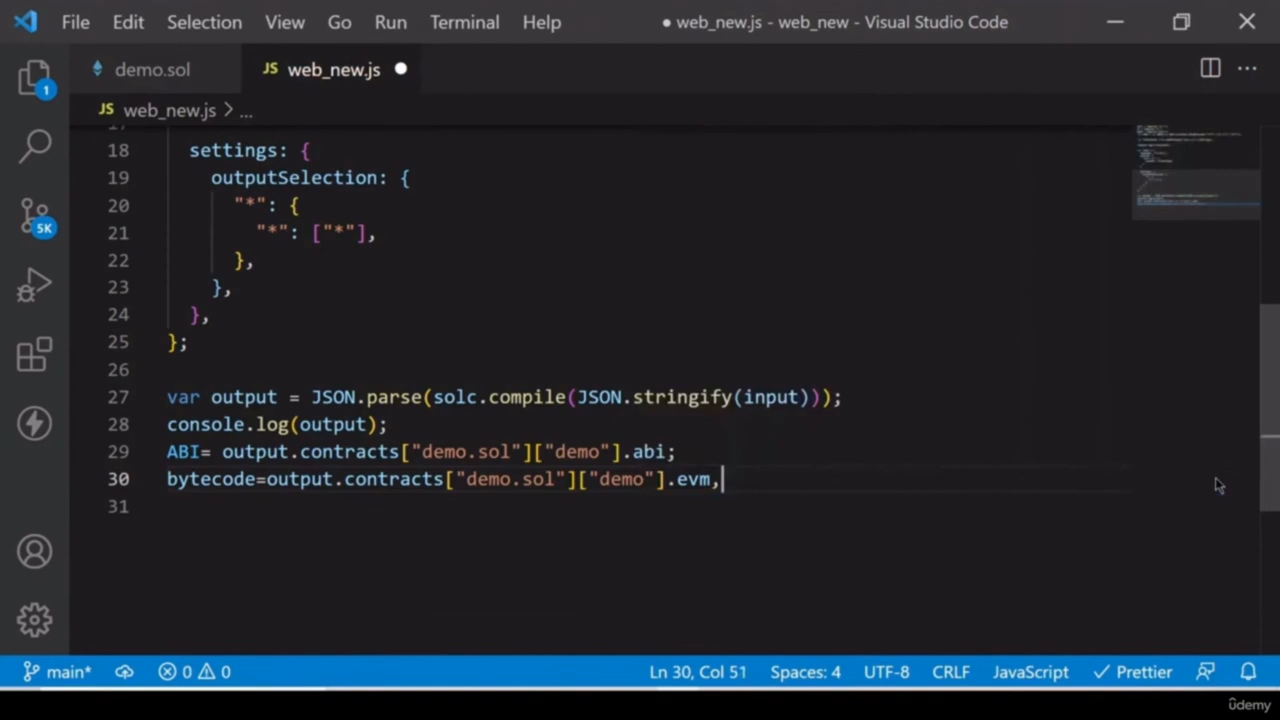 File Edit Selection View Go Run Terminal Help ● web_new.js - web_new - Visual Studio Code
demo.sol JS web_new.js
JS web_new.js > ...
1
5K
18 settings: {
19 outputSelection: {
20 "*": {
21 "*": ["*"],
22 },
23 },
24 },
25 };
26
27 var output = JSON.parse(solc.compile(JSON.stringify(input)));
28 console.log(output);
29 ABI= output.contracts["demo.sol"]["demo"].abi;
30 bytecode=output.contracts["demo.sol"]["demo"].evm,
31
main* 0 0 Ln 30, Col 51 Spaces: 4 UTF-8 CRLF JavaScript Prettier
ûdemy